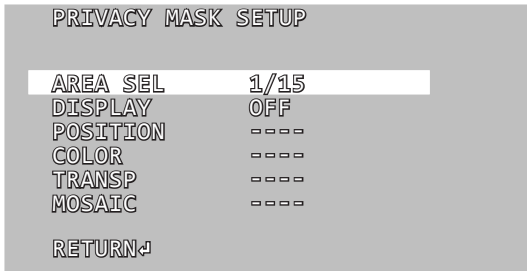 PRIVACY MASK SETUP
AREA SEL 1/15
DISPLAY OFF
POSITION ----
COLOR ----
TRANSP ----
MOSAIC ----
RETURN↵